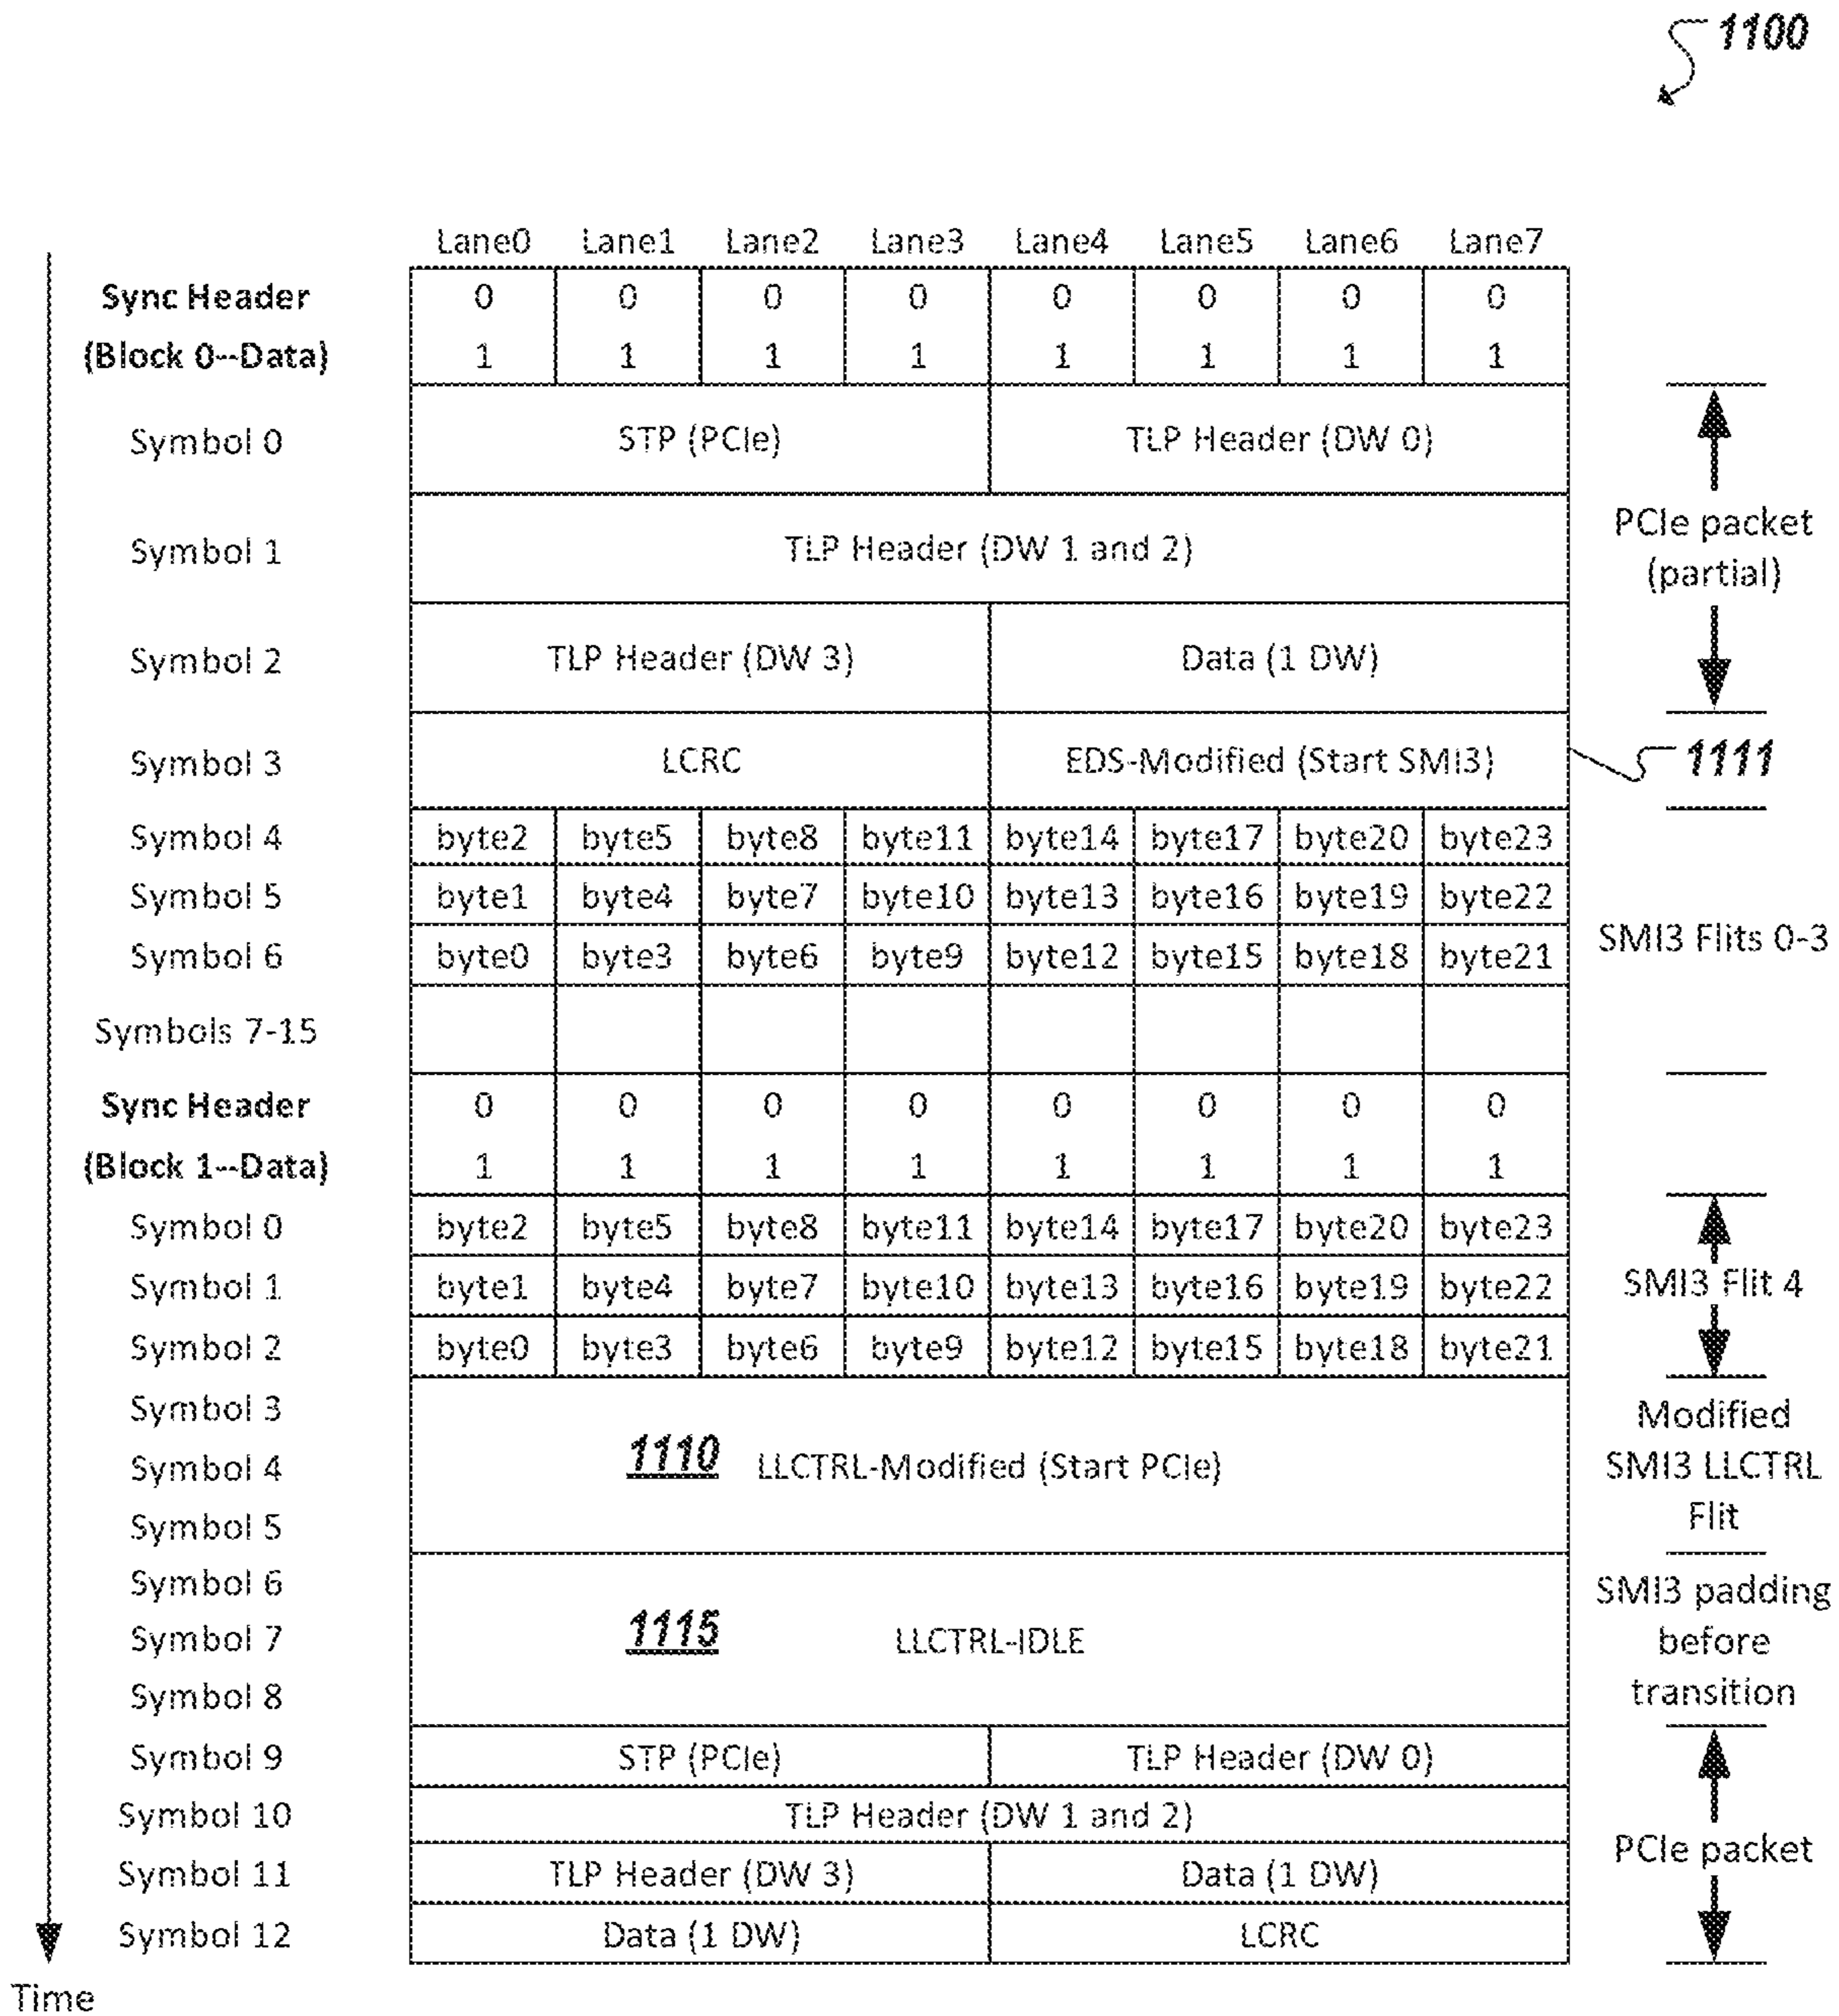 1100
Lane0 Lane1 Lane2 Lane3 Lane4 Lane5 Lane6 Lane7
Sync Header 0 0 0 0 0 0 0 0
(Block 0--Data) 1 1 1 1 1 1 1 1
Symbol 0 STP (PCIe) TLP Header (DW 0)
Symbol 1 TLP Header (DW 1 and 2) PCIe packet
(partial)
Symbol 2 TLP Header (DW 3) Data (1 DW)
Symbol 3 LCRC EDS-Modified (Start SMI3) 1111
Symbol 4 byte2 byte5 byte8 byte11 byte14 byte17 byte20 byte23
Symbol 5 byte1 byte4 byte7 byte10 byte13 byte16 byte19 byte22
Symbol 6 byte0 byte3 byte6 byte9 byte12 byte15 byte18 byte21 SMI3 Flits 0-3
Symbols 7-15
Sync Header 0 0 0 0 0 0 0 0
(Block 1--Data) 1 1 1 1 1 1 1 1
Symbol 0 byte2 byte5 byte8 byte11 byte14 byte17 byte20 byte23
Symbol 1 byte1 byte4 byte7 byte10 byte13 byte16 byte19 byte22 SMI3 Flit 4
Symbol 2 byte0 byte3 byte6 byte9 byte12 byte15 byte18 byte21
Symbol 3 Modified
Symbol 4 1110 LLCTRL-Modified (Start PCIe) SMI3 LLCTRL
Symbol 5 Flit
Symbol 6 SMI3 padding
Symbol 7 1115 LLCTRL-IDLE before
Symbol 8 transition
Symbol 9 STP (PCIe) TLP Header (DW 0)
Symbol 10 TLP Header (DW 1 and 2)
Symbol 11 TLP Header (DW 3) Data (1 DW) PCIe packet
Symbol 12 Data (1 DW) LCRC
Time